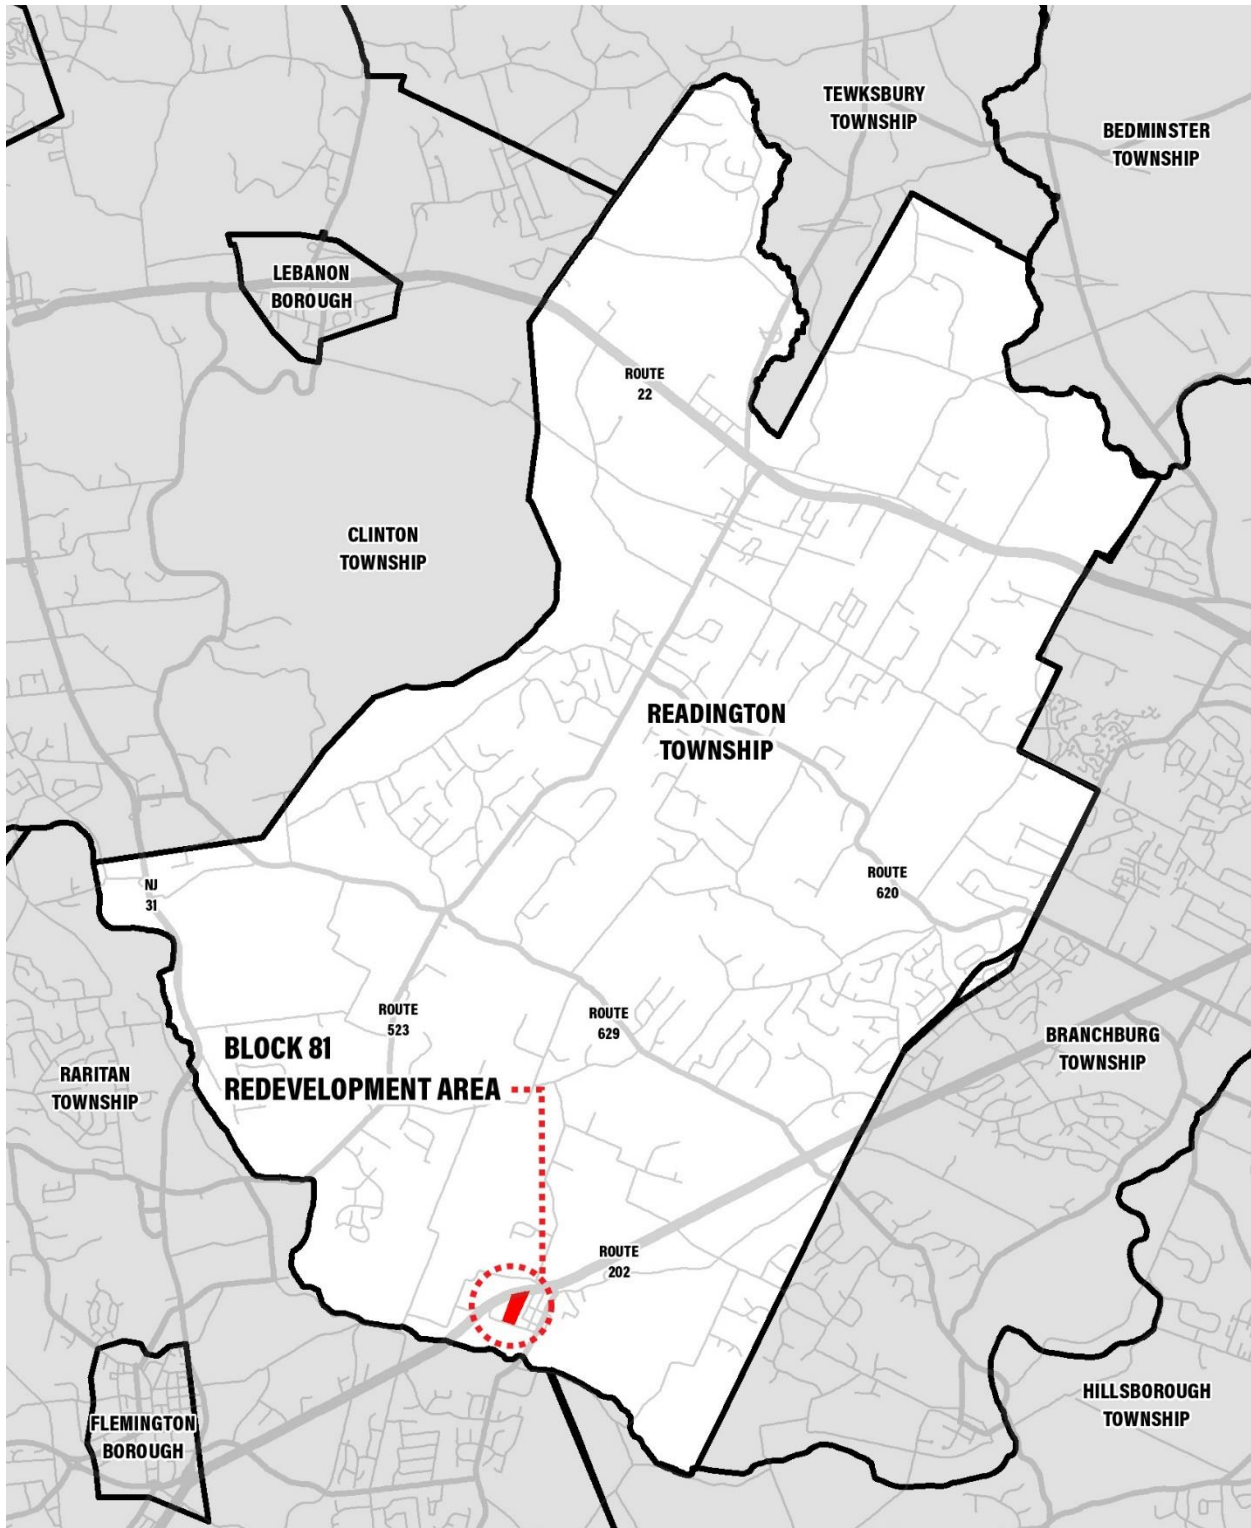 TEWKSBURY
TOWNSHIP
BEDMINSTER
TOWNSHIP
LEBANON
BOROUGH
ROUTE
22
CLINTON
TOWNSHIP
READINGTON
TOWNSHIP
NJ
31
ROUTE
620
ROUTE
523
ROUTE
629
BLOCK 81
REDEVELOPMENT AREA
BRANCHBURG
TOWNSHIP
RARITAN
TOWNSHIP
ROUTE
202
HILLSBOROUGH
TOWNSHIP
FLEMINGTON
BOROUGH